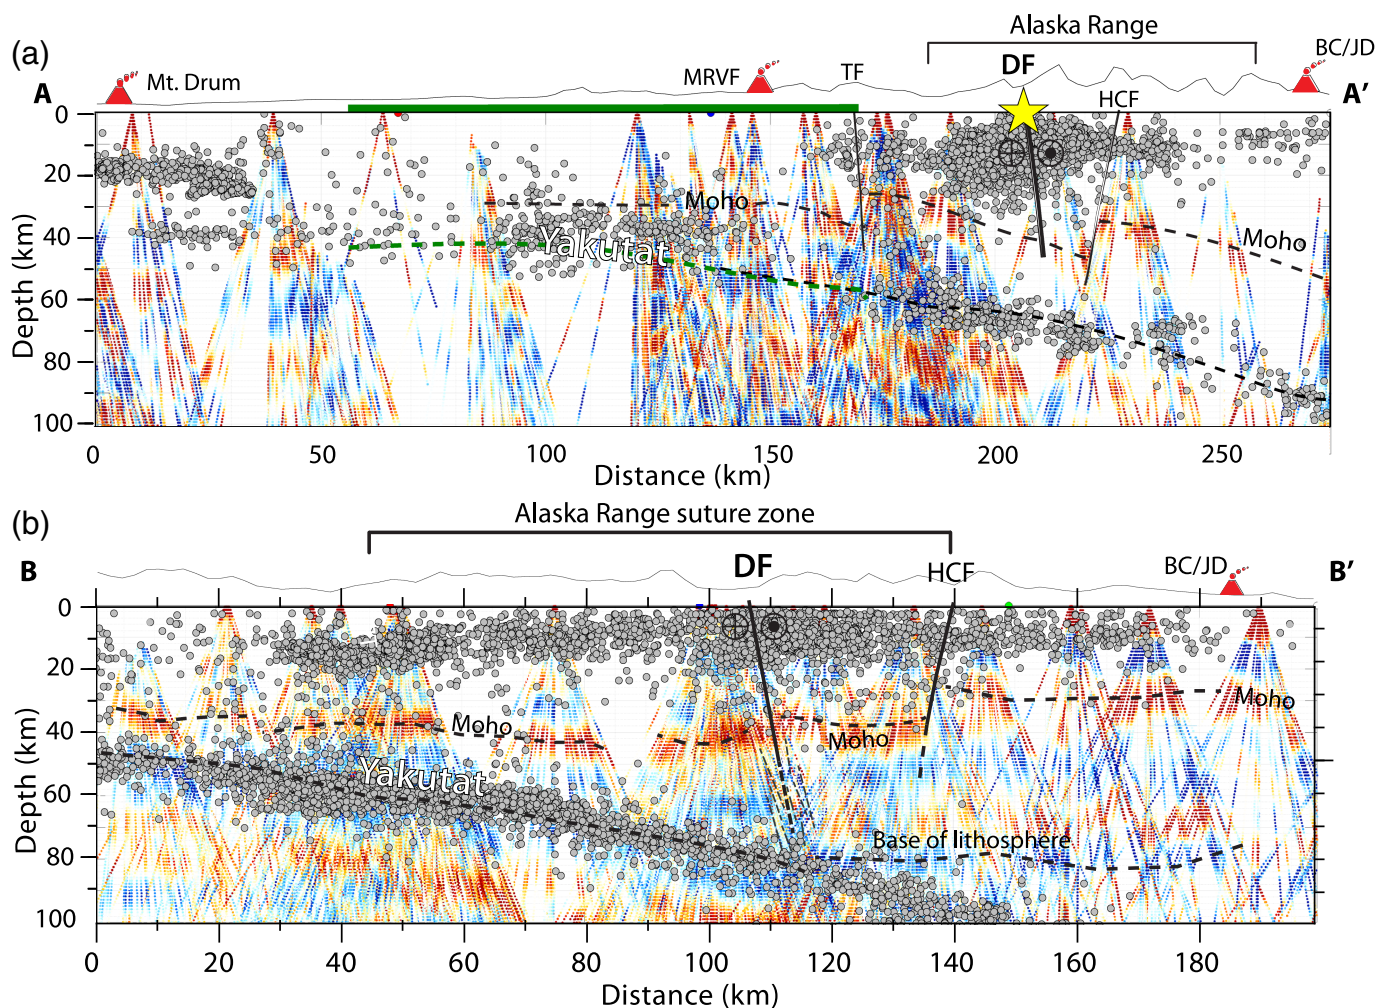 (a)
Alaska Range
A
Mt. Drum
MRVF
TF
DF
HCF
BC/JD
A'
0
20
40
60
80
100
Depth (km)
Moho
Yakutat
Moho
0
50
100
150
200
250
Distance (km)
(b)
Alaska Range suture zone
B
DF
HCF
BC/JD
B'
0
20
40
60
80
100
Depth (km)
Moho
Moho
Moho
Yakutat
Base of lithosphere
0
20
40
60
80
100
120
140
160
180
Distance (km)